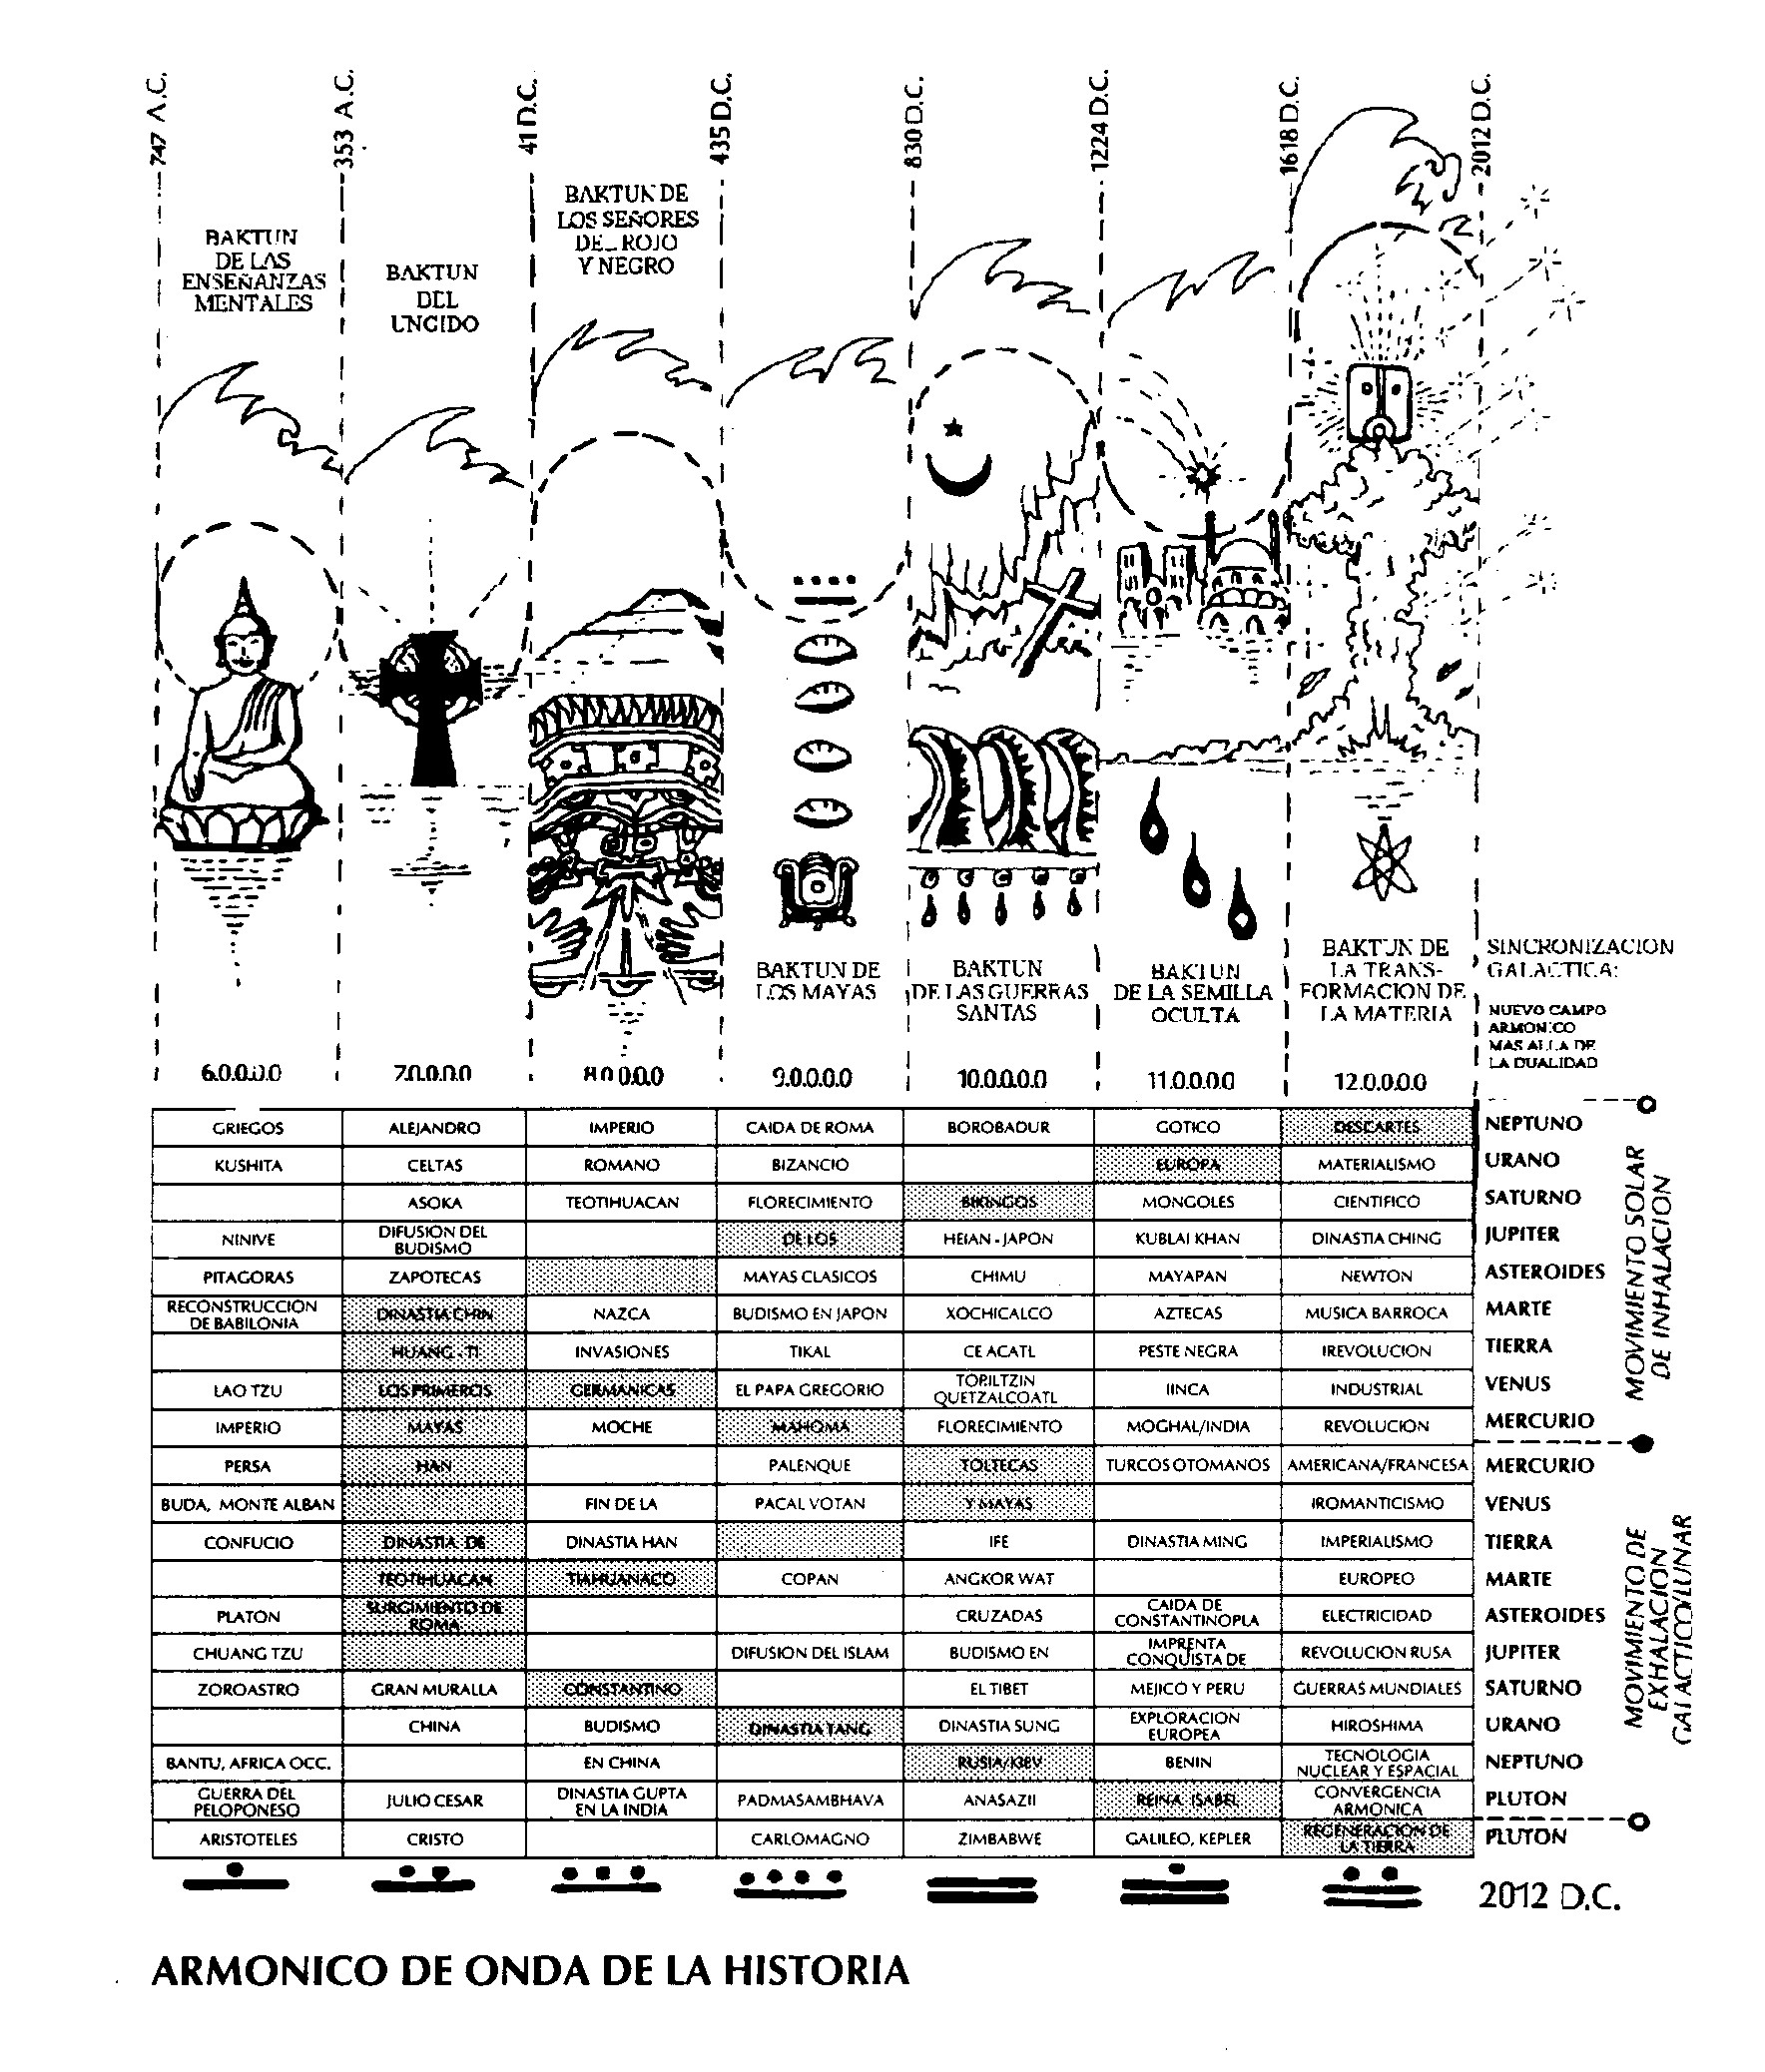 747 A.C.
353 A.C.
41 D.C.
435 D.C.
830 D.C.
1224 D.C.
1618 D.C.
2012 D.C.
BAKTUN
DE LAS
ENSEÑANZAS
MENTALES
BAKTUN
DEL
UNGIDO
BAKTUN DE
LOS SEÑORES
DEL ROJO
Y NEGRO
BAKTUN DE
LOS MAYAS
BAKTUN
DE LAS GUERRAS
SANTAS
BAKTUN
DE LA SEMILLA
OCULTA
BAKTUN DE
LA TRANS-
FORMACION DE
LA MATERIA
SINCRONIZACION
GALACTICA:
NUEVO CAMPO
ARMONICO
MAS ALLA DE
LA DUALIDAD
6.0.0.0.0 7.0.0.0.0 8.0.0.0.0 9.0.0.0.0 10.0.0.0.0 11.0.0.0.0 12.0.0.0.0
GRIEGOS ALEJANDRO IMPERIO CAIDA DE ROMA BOROBADUR GOTICO DESCARTES NEPTUNO
KUSHITA CELTAS ROMANO BIZANCIO EUROPA MATERIALISMO URANO
ASOKA TEOTIHUACAN FLORECIMIENTO BIKINGOS MONGOLES CIENTIFICO SATURNO
NINIVE DIFUSION DEL BUDISMO DE LOS HEIAN - JAPON KUBLAI KHAN DINASTIA CHING JUPITER
PITAGORAS ZAPOTECAS MAYAS CLASICOS CHIMU MAYAPAN NEWTON ASTEROIDES
RECONSTRUCCION DE BABILONIA DINASTIA CHIN NAZCA BUDISMO EN JAPON XOCHICALCO AZTECAS MUSICA BARROCA MARTE
HUANG - TI INVASIONES TIKAL CE ACATL PESTE NEGRA IREVOLUCION TIERRA
LAO TZU LOS PRIMEROS GERMANICAS EL PAPA GREGORIO TOPILTZIN QUETZALCOATL IINCA INDUSTRIAL VENUS
IMPERIO MAYAS MOCHE MAHOMA FLORECIMIENTO MOGHAL/INDIA REVOLUCION MERCURIO
PERSA HAN PALENQUE TOLTECAS TURCOS OTOMANOS AMERICANA/FRANCESA MERCURIO
BUDA, MONTE ALBAN FIN DE LA PACAL VOTAN Y MAYAS IROMANTICISMO VENUS
CONFUCIO DINASTIA DE DINASTIA HAN IFE DINASTIA MING IMPERIALISMO TIERRA
TEOTIHUACAN TIAHUANACO COPAN ANGKOR WAT EUROPEO MARTE
PLATON SURGIMIENTO DE ROMA CRUZADAS CAIDA DE CONSTANTINOPLA ELECTRICIDAD ASTEROIDES
CHUANG TZU DIFUSION DEL ISLAM BUDISMO EN IMPRENTA CONQUISTA DE REVOLUCION RUSA JUPITER
ZOROASTRO GRAN MURALLA CONSTANTINO EL TIBET MEJICO Y PERU GUERRAS MUNDIALES SATURNO
CHINA BUDISMO DINASTIA TANG DINASTIA SUNG EXPLORACION EUROPEA HIROSHIMA URANO
BANTU, AFRICA OCC. EN CHINA RUSIA/KIEV BENIN TECNOLOGIA NUCLEAR Y ESPACIAL NEPTUNO
GUERRA DEL PELOPONESO JULIO CESAR DINASTIA GUPTA EN LA INDIA PADMASAMBHAVA ANASAZII REINA ISABEL CONVERGENCIA ARMONICA PLUTON
ARISTOTELES CRISTO CARLOMAGNO ZIMBABWE GALILEO, KEPLER REGENERACION DE LA TIERRA PLUTON
MOVIMIENTO SOLAR
DE INHALACION
MOVIMIENTO DE
EXHALACION
GALACTICO/LUNAR
2012 D.C.
ARMONICO DE ONDA DE LA HISTORIA